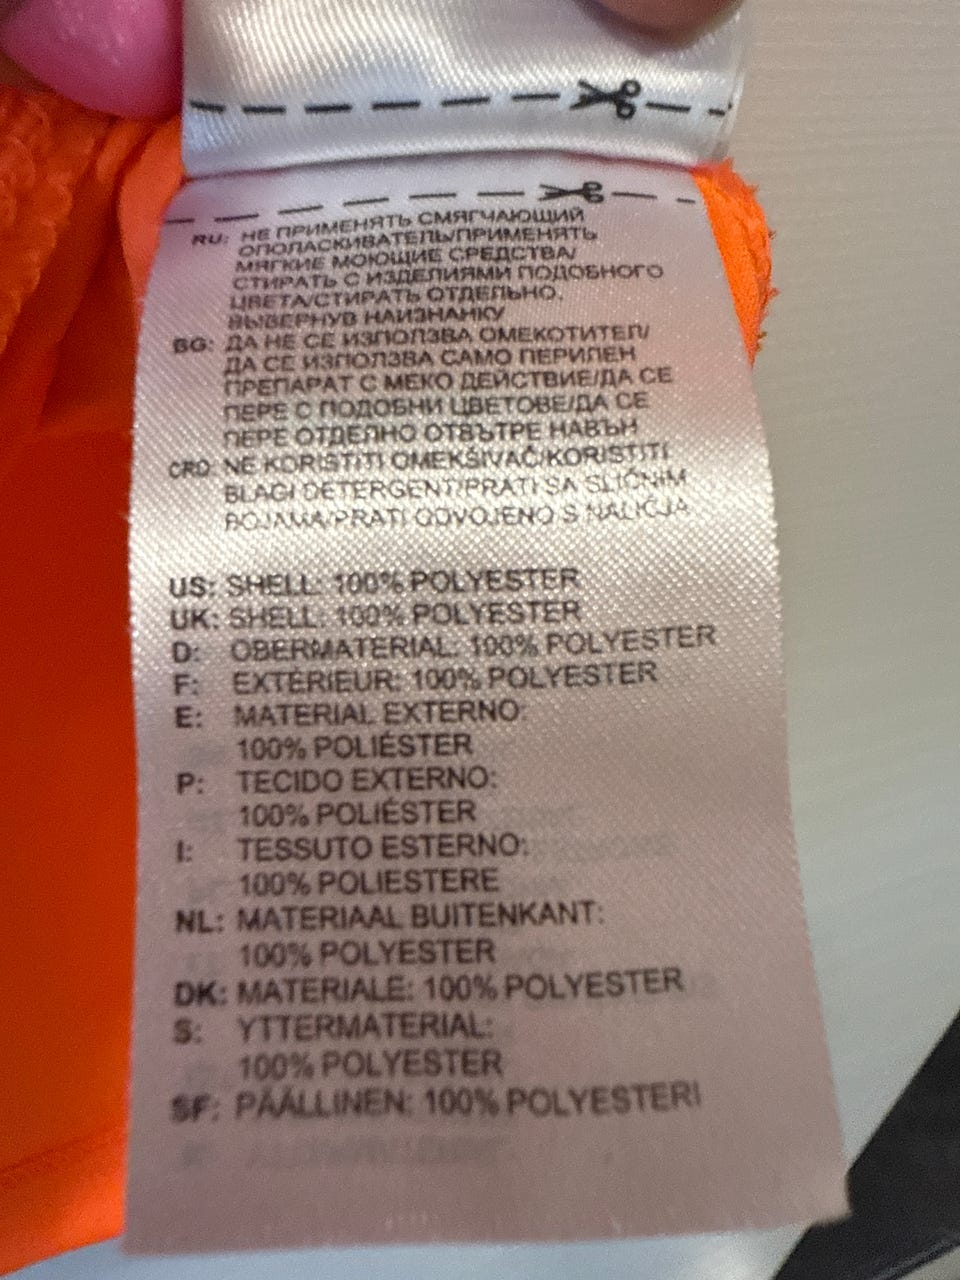 RU: НЕ ПРИМЕНЯТЬ СМЯГЧАЮЩИЙ
ОПОЛАСКИВАТЕЛЬ/ПРИМЕНЯТЬ
МЯГКИЕ МОЮЩИЕ СРЕДСТВА/
СТИРАТЬ С ИЗДЕЛИЯМИ ПОДОБНОГО
ЦВЕТА/СТИРАТЬ ОТДЕЛЬНО,
ВЫВЕРНУВ НАИЗНАНКУ
BG: ДА НЕ СЕ ИЗПОЛЗВА ОМЕКОТИТЕЛ/
ДА СЕ ИЗПОЛЗВА САМО ПЕРИЛЕН
ПРЕПАРАТ С МЕКО ДЕЙСТВИЕ/ДА СЕ
ПЕРЕ С ПОДОБНИ ЦВЕТОВЕ/ДА СЕ
ПЕРЕ ОТДЕЛНО ОТВЪТРЕ НАВЪН
CRO: NE KORISTITI OMEKŠIVAČ/KORISTITI
BLAGI DETERGENT/PRATI SA SLIČNIM
BOJAMA/PRATI ODVOJENO S NALIČJA
US: SHELL: 100% POLYESTER
UK: SHELL: 100% POLYESTER
D: OBERMATERIAL: 100% POLYESTER
F: EXTÉRIEUR: 100% POLYESTER
E: MATERIAL EXTERNO:
100% POLIÉSTER
P: TECIDO EXTERNO:
100% POLIÉSTER
I: TESSUTO ESTERNO:
100% POLIESTERE
NL: MATERIAAL BUITENKANT:
100% POLYESTER
DK: MATERIALE: 100% POLYESTER
S: YTTERMATERIAL:
100% POLYESTER
SF: PÄÄLLINEN: 100% POLYESTERI